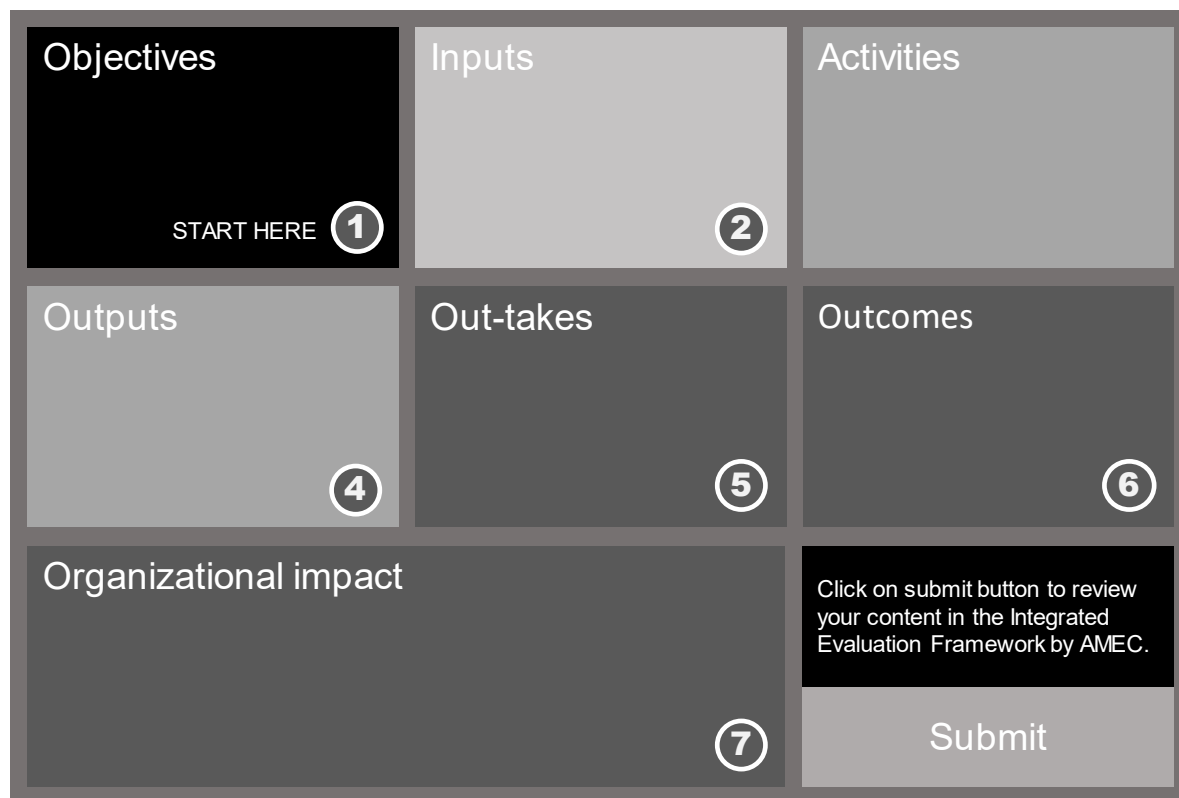 Objectives
START HERE 1
Inputs
2
Activities
Outputs
4
Out-takes
5
Outcomes
6
Organizational impact
7
Click on submit button to review
your content in the Integrated
Evaluation Framework by AMEC.
Submit